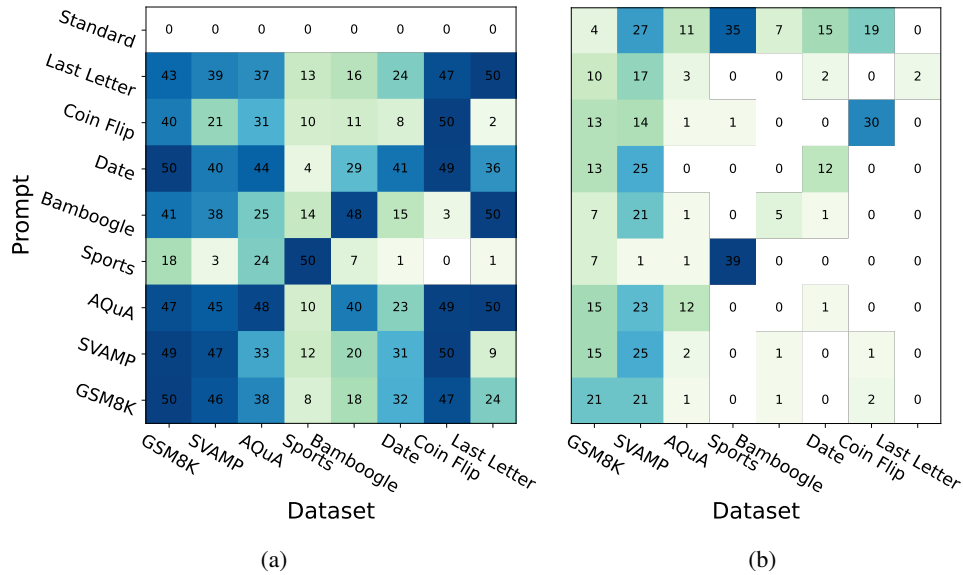 Prompt
Standard 0 0 0 0 0 0 0 0
Last Letter 43 39 37 13 16 24 47 50
Coin Flip 40 21 31 10 11 8 50 2
Date 50 40 44 4 29 41 49 36
Bamboogle 41 38 25 14 48 15 3 50
Sports 18 3 24 50 7 1 0 1
AQuA 47 45 48 10 40 23 49 50
SVAMP 49 47 33 12 20 31 50 9
GSM8K 50 46 38 8 18 32 47 24
GSM8K SVAMP AQuA Sports Bamboogle Date Coin Flip Last Letter
Dataset
(a)
4 27 11 35 7 15 19 0
10 17 3 0 0 2 0 2
13 14 1 1 0 0 30 0
13 25 0 0 0 12 0 0
7 21 1 0 5 1 0 0
7 1 1 39 0 0 0 0
15 23 12 0 0 1 0 0
15 25 2 0 1 0 1 0
21 21 1 0 1 0 2 0
GSM8K SVAMP AQuA Sports Bamboogle Date Coin Flip Last Letter
Dataset
(b)